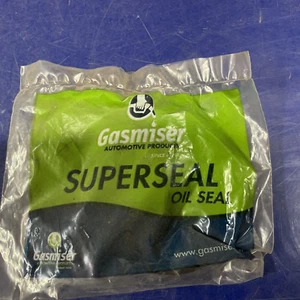 Gasmiser
AUTOMOTIVE PRODUCTS
SUPERSEAL
OIL SEAL
Gasmiser
www.gasmiser